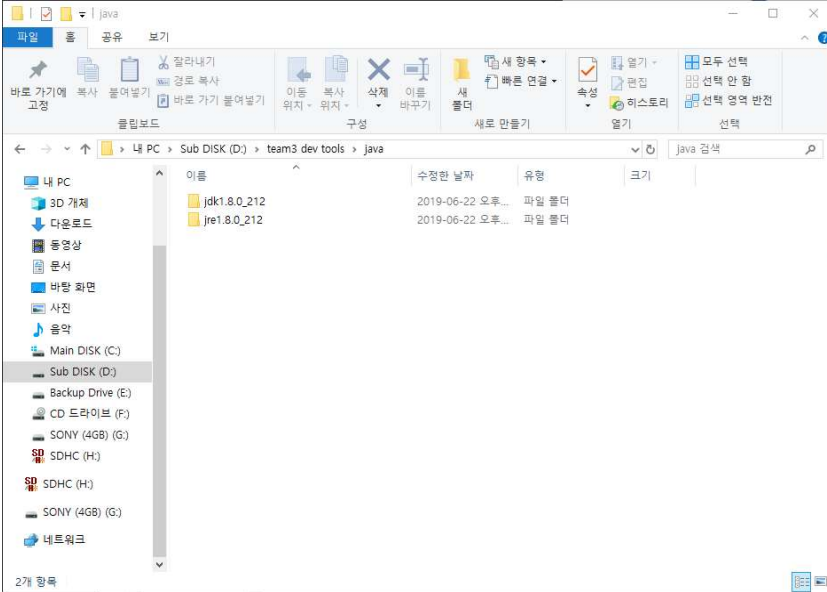 java
파일 홈 공유 보기
바로 가기에 고정
복사
붙여넣기
잘라내기
경로 복사
바로 가기 붙여넣기
클립보드
이동 위치
복사 위치
삭제
이름 바꾸기
구성
새 폴더
새 항목
빠른 연결
새로 만들기
속성
열기
편집
히스토리
열기
모두 선택
선택 안 함
선택 영역 반전
선택
내 PC > Sub DISK (D:) > team3 dev tools > java
java 검색
이름 수정한 날짜 유형 크기
jdk1.8.0_212 2019-06-22 오후... 파일 폴더
jre1.8.0_212 2019-06-22 오후... 파일 폴더
내 PC
3D 개체
다운로드
동영상
문서
바탕 화면
사진
음악
Main DISK (C:)
Sub DISK (D:)
Backup Drive (E:)
CD 드라이브 (F:)
SONY (4GB) (G:)
SDHC (H:)
SDHC (H:)
SONY (4GB) (G:)
네트워크
2개 항목